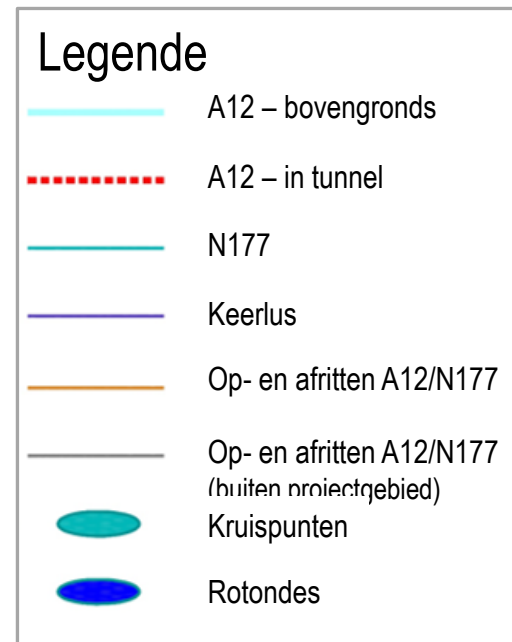 Legende
A12 – bovengronds
A12 – in tunnel
N177
Keerlus
Op- en afritten A12/N177
Op- en afritten A12/N177
(buiten projectgebied)
Kruispunten
Rotondes